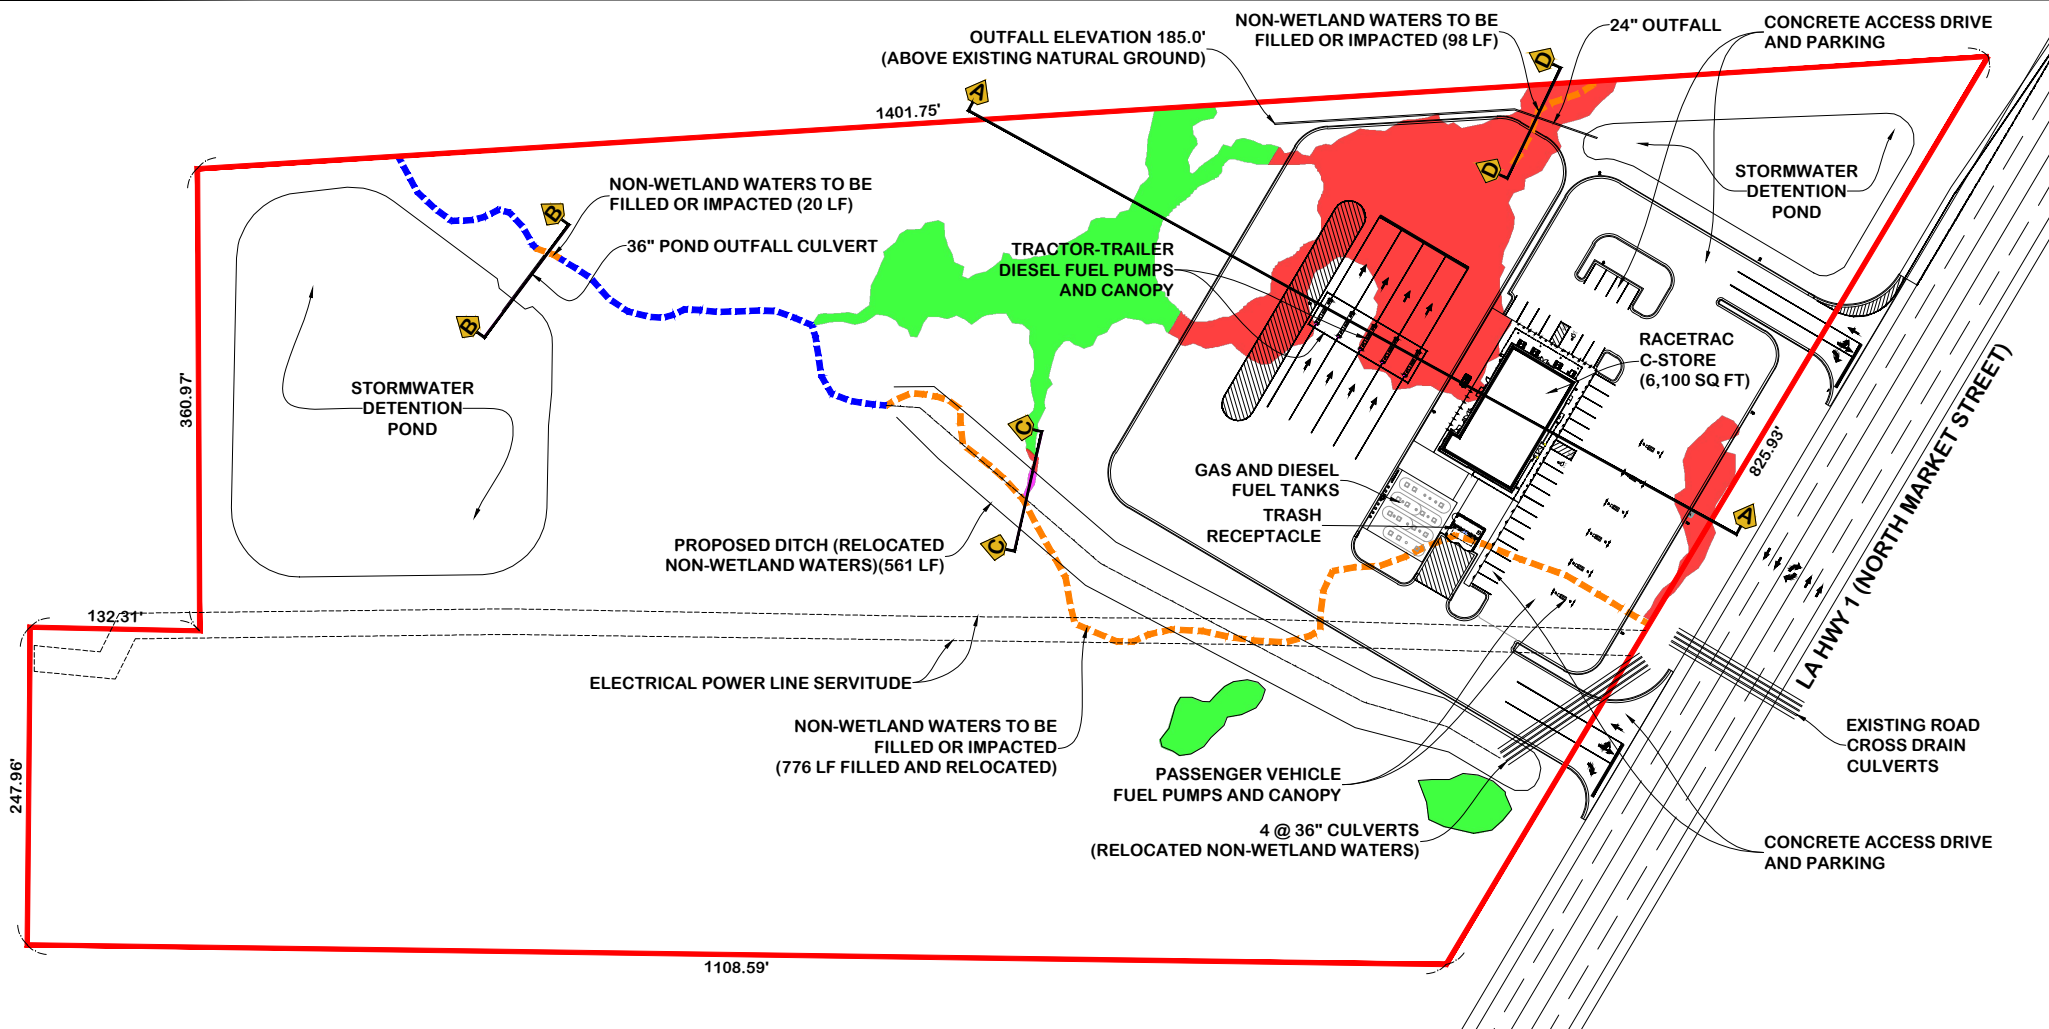 NON-WETLAND WATERS TO BE
FILLED OR IMPACTED (98 LF)
24" OUTFALL
CONCRETE ACCESS DRIVE
AND PARKING
OUTFALL ELEVATION 185.0'
(ABOVE EXISTING NATURAL GROUND)
D
A
1401.75'
D
STORMWATER
DETENTION
POND
NON-WETLAND WATERS TO BE
FILLED OR IMPACTED (20 LF)
B
36" POND OUTFALL CULVERT
TRACTOR-TRAILER
DIESEL FUEL PUMPS
AND CANOPY
B
RACETRAC
C-STORE
(6,100 SQ FT)
360.97'
STORMWATER
DETENTION
POND
C
825.93'
LA HWY 1 (NORTH MARKET STREET)
GAS AND DIESEL
FUEL TANKS
TRASH
RECEPTACLE
A
C
PROPOSED DITCH (RELOCATED
NON-WETLAND WATERS)(561 LF)
132.31'
ELECTRICAL POWER LINE SERVITUDE
NON-WETLAND WATERS TO BE
FILLED OR IMPACTED
(776 LF FILLED AND RELOCATED)
EXISTING ROAD
CROSS DRAIN
CULVERTS
247.96'
PASSENGER VEHICLE
FUEL PUMPS AND CANOPY
4 @ 36" CULVERTS
(RELOCATED NON-WETLAND WATERS)
CONCRETE ACCESS DRIVE
AND PARKING
1108.59'